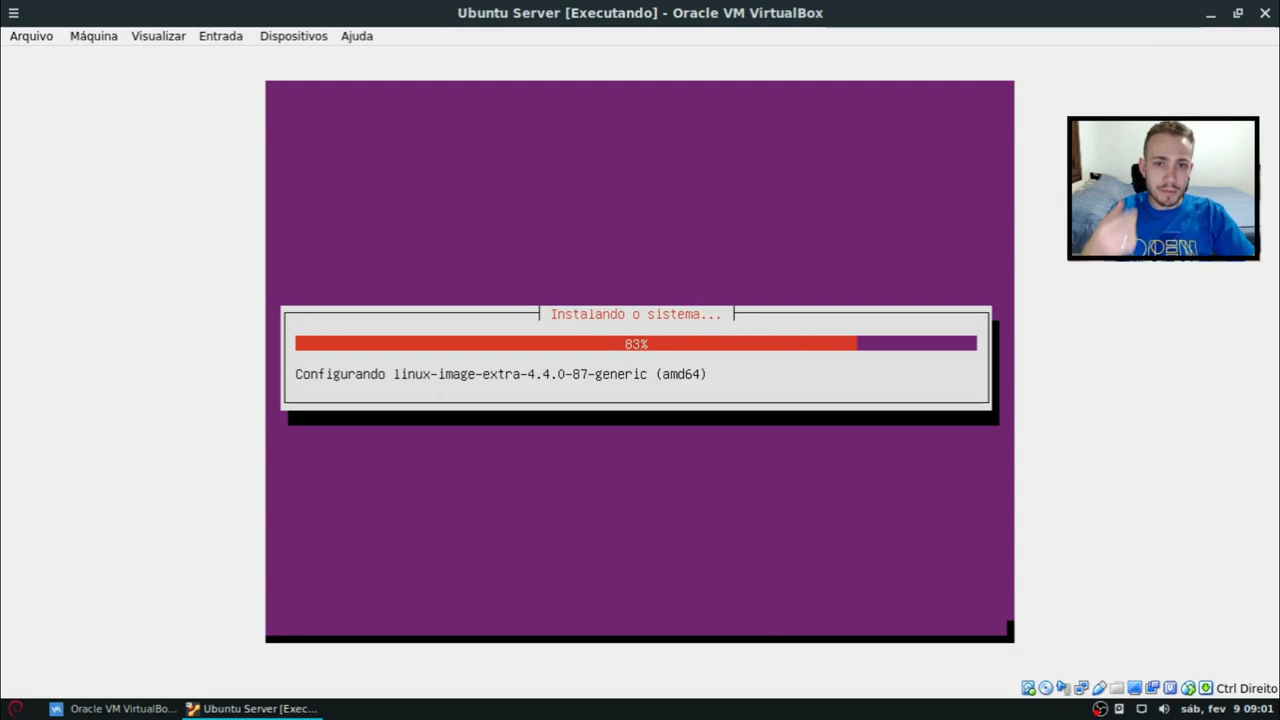 Ubuntu Server [Executando] - Oracle VM VirtualBox
Arquivo Máquina Visualizar Entrada Dispositivos Ajuda
Instalando o sistema...
83%
Configurando linux-image-extra-4.4.0-87-generic (amd64)
OPEN
Ctrl Direito
Oracle VM VirtualBo... Ubuntu Server [Exec... sáb, fev 9 09:01